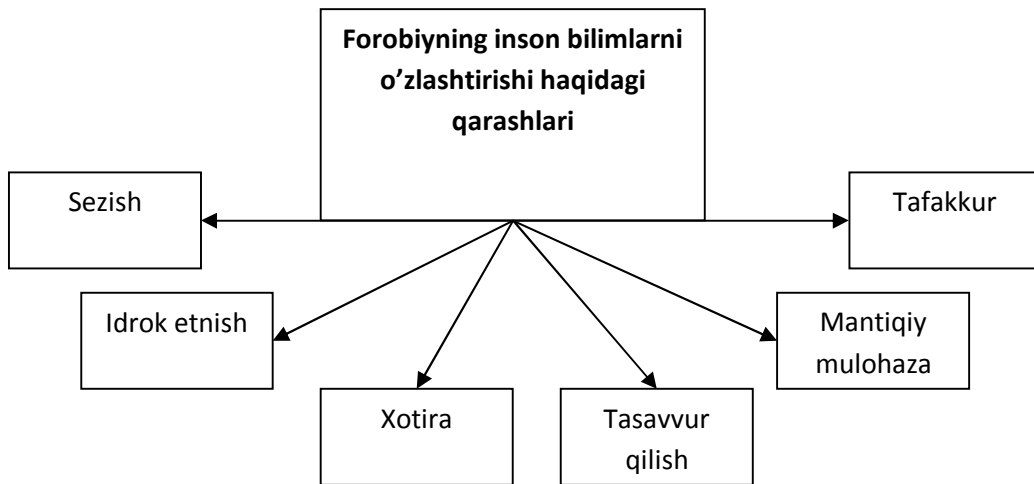 Forobiyning inson bilimlarni
o’zlashtirishi haqidagi
qarashlari
Sezish
Tafakkur
Idrok etnish
Mantiqiy
mulohaza
Xotira
Tasavvur
qilish